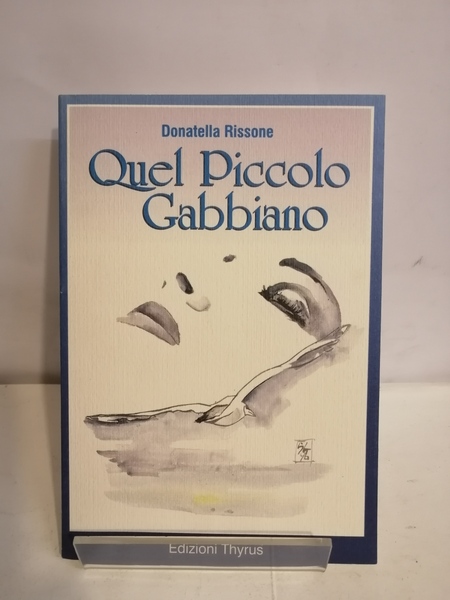 Donatella Rissone
Quel Piccolo
Gabbiano
Edizioni Thyrus